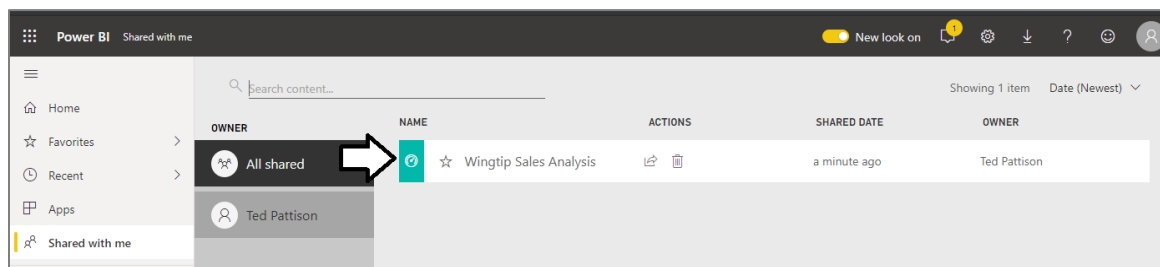 Power BI Shared with me New look on 1 ?
Search content...
Showing 1 item Date (Newest)
Home
Favorites
Recent
Apps
Shared with me
OWNER
All shared
Ted Pattison
NAME ACTIONS SHARED DATE OWNER
Wingtip Sales Analysis a minute ago Ted Pattison